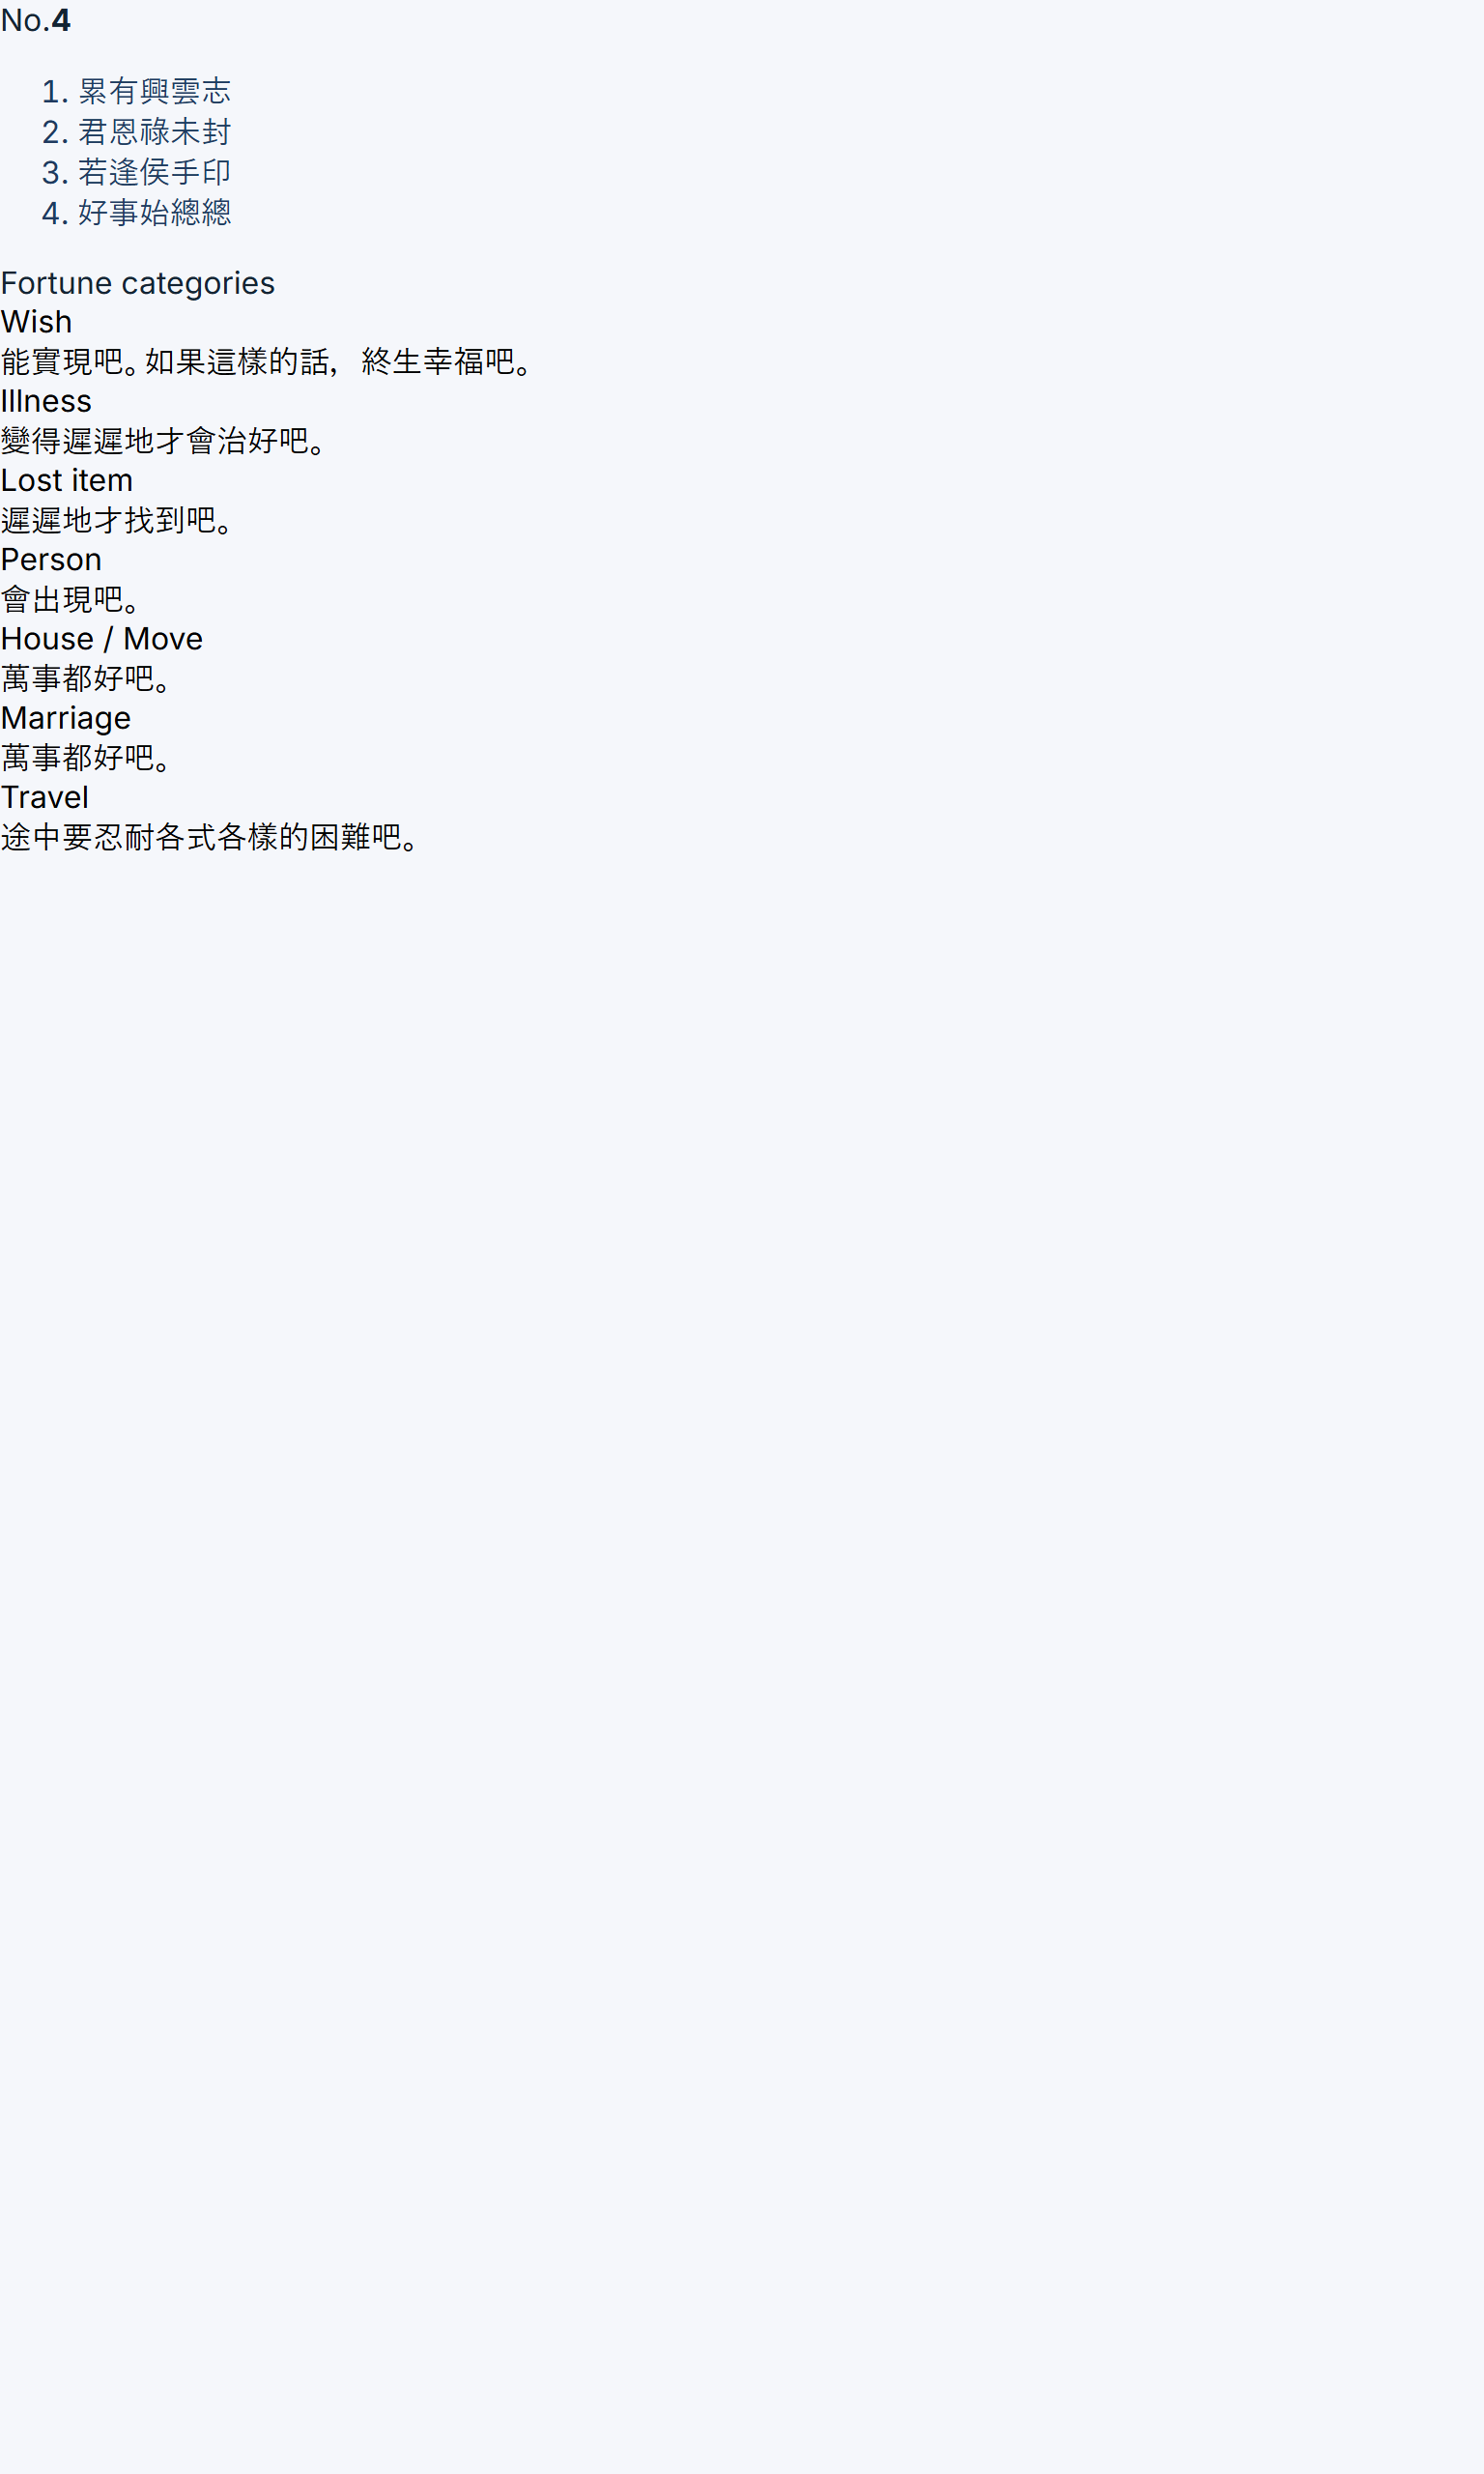 No.4
1. 累有興雲志
2. 君恩祿未封
3. 若逢侯手印
4. 好事始總總
Fortune categories
Wish
能實現吧。如果這樣的話，終生幸福吧。
Illness
變得遲遲地才會治好吧。
Lost item
遲遲地才找到吧。
Person
會出現吧。
House / Move
萬事都好吧。
Marriage
萬事都好吧。
Travel
途中要忍耐各式各樣的困難吧。